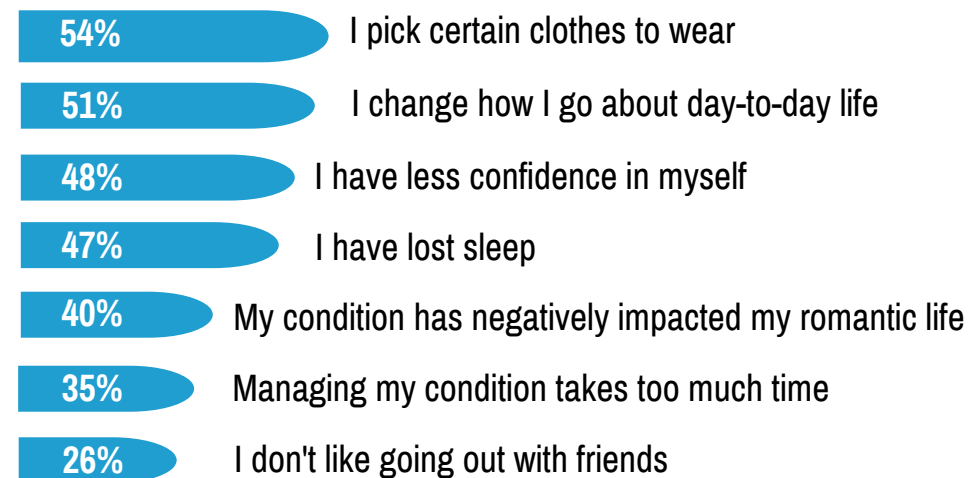 54% I pick certain clothes to wear
51% I change how I go about day-to-day life
48% I have less confidence in myself
47% I have lost sleep
40% My condition has negatively impacted my romantic life
35% Managing my condition takes too much time
26% I don't like going out with friends